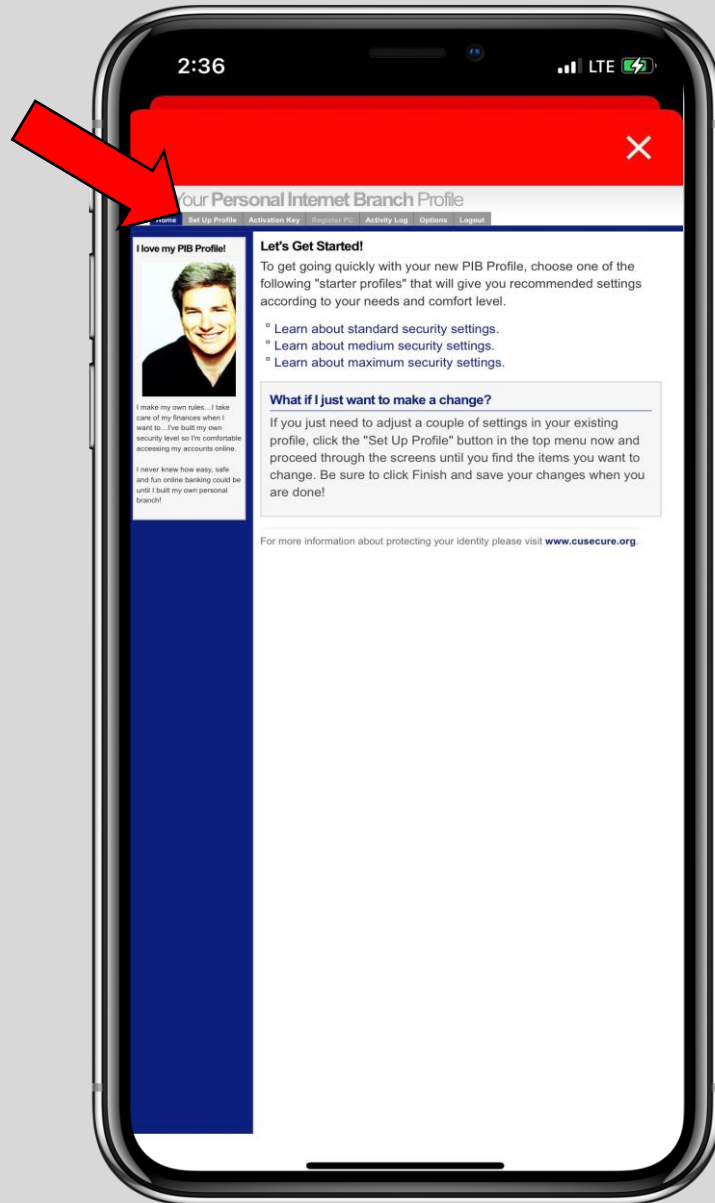 2:36
LTE
our Personal Internet Branch Profile
Home Set Up Profile Activation Key Register PC Activity Log Options Logout
I love my PIB Profile!
I make my own rules...I take
care of my finances when I
want to...I've built my own
security level so I'm comfortable
accessing my accounts online.
I never knew how easy, safe
and fun online banking could be
until I built my own personal
branch!
Let's Get Started!
To get going quickly with your new PIB Profile, choose one of the
following "starter profiles" that will give you recommended settings
according to your needs and comfort level.
Learn about standard security settings.
Learn about medium security settings.
Learn about maximum security settings.
What if I just want to make a change?
If you just need to adjust a couple of settings in your existing
profile, click the "Set Up Profile" button in the top menu now and
proceed through the screens until you find the items you want to
change. Be sure to click Finish and save your changes when you
are done!
For more information about protecting your identity please visit www.cusecure.org.